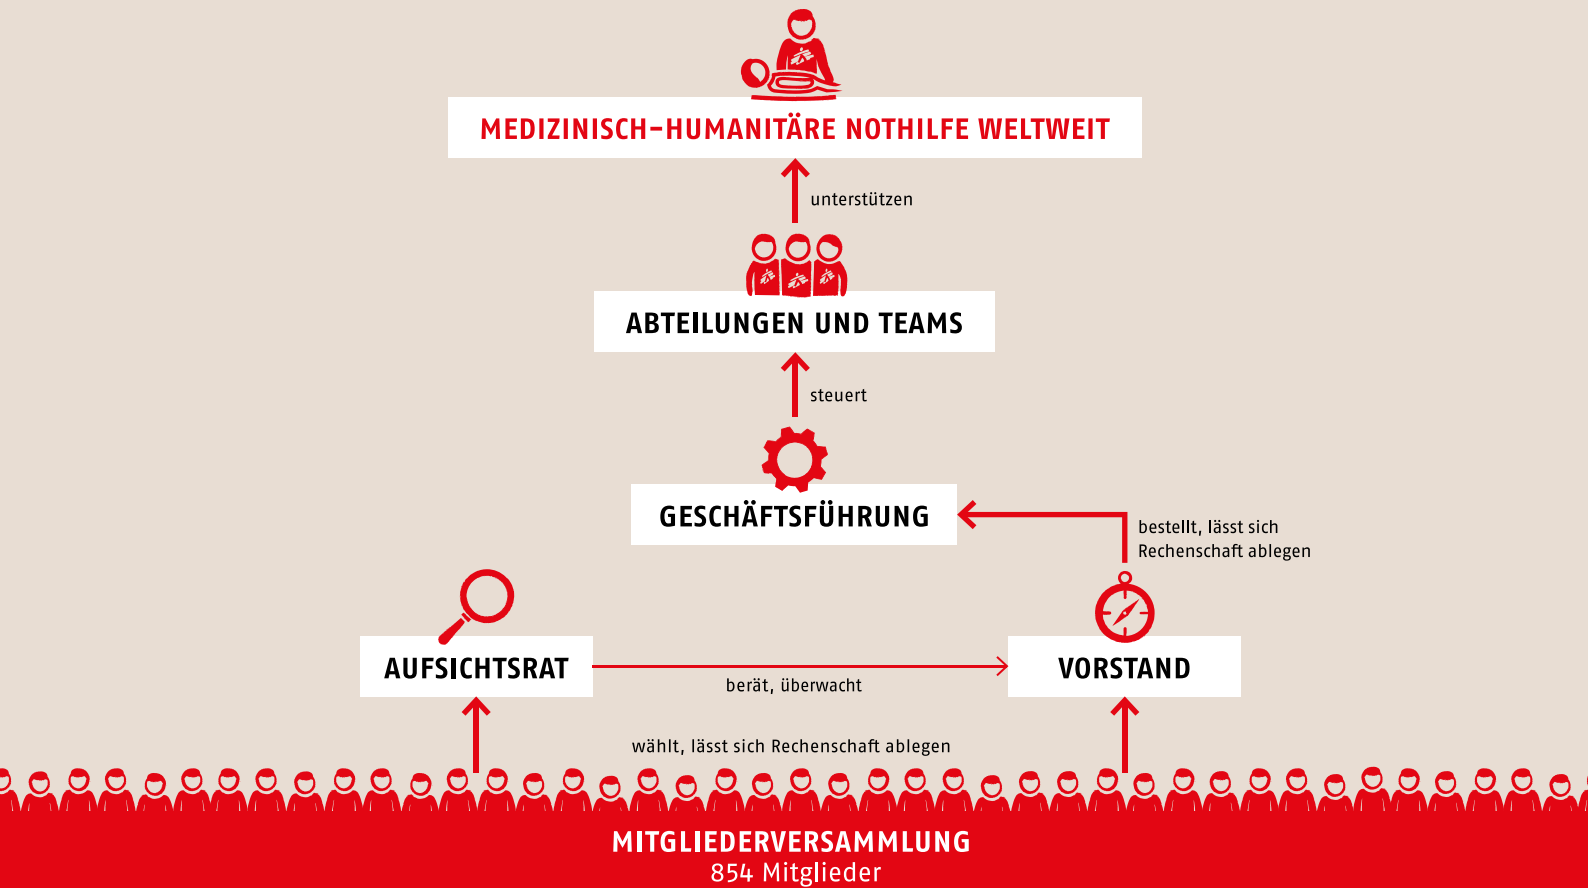 MEDIZINISCH-HUMANITÄRE NOTHILFE WELTWEIT
unterstützen
ABTEILUNGEN UND TEAMS
steuert
GESCHÄFTSFÜHRUNG
bestellt, lässt sich
Rechenschaft ablegen
AUFSICHTSRAT
berät, überwacht
VORSTAND
wählt, lässt sich Rechenschaft ablegen
MITGLIEDERVERSAMMLUNG
854 Mitglieder